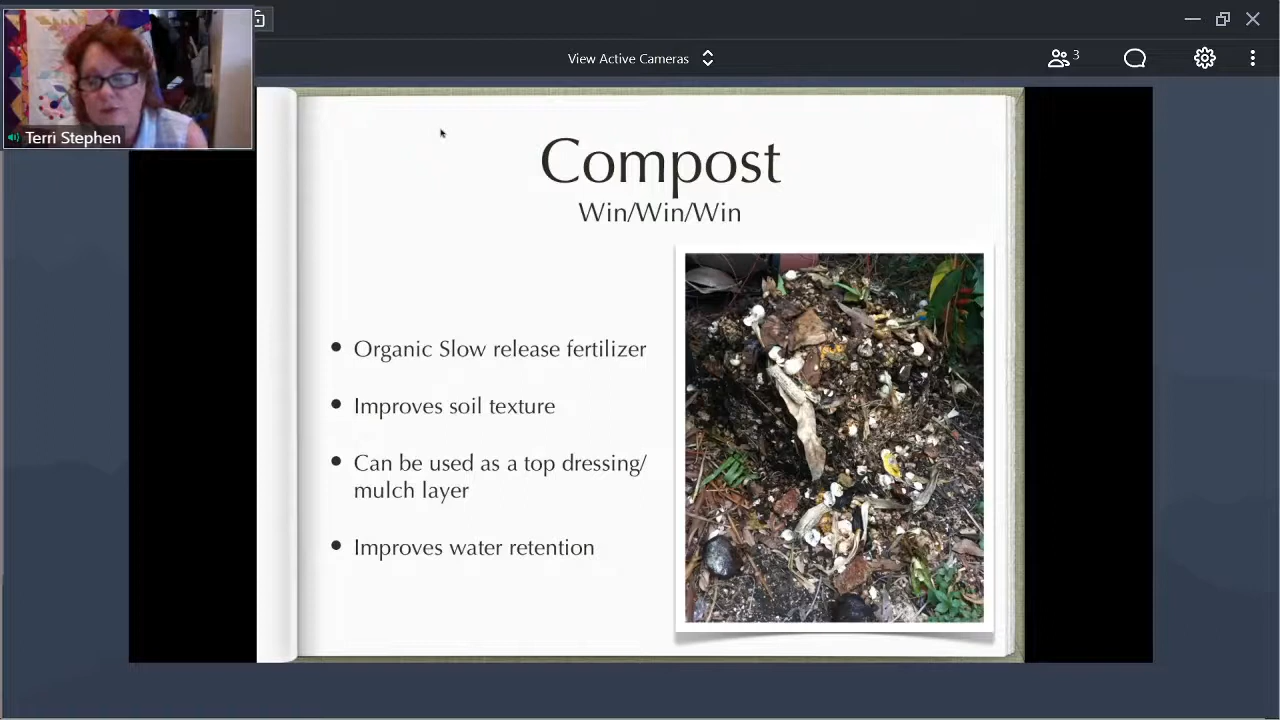 View Active Cameras
3
Terri Stephen
Compost
Win/Win/Win
• Organic Slow release fertilizer
• Improves soil texture
• Can be used as a top dressing/
mulch layer
• Improves water retention